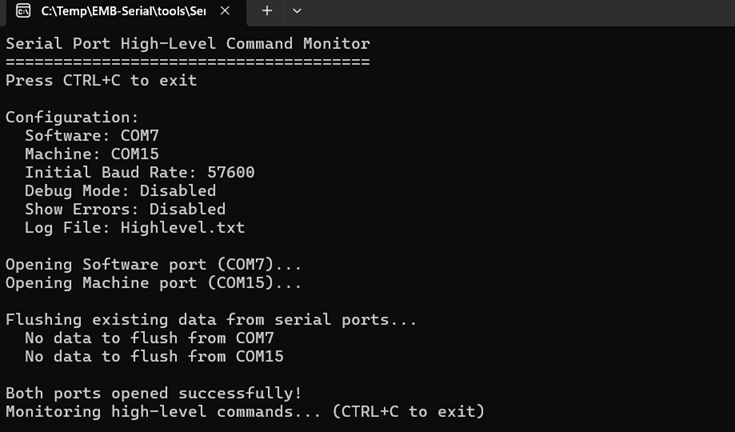 C:\Temp\EMB-Serial\tools\Ser
Serial Port High-Level Command Monitor
======================================
Press CTRL+C to exit
Configuration:
Software: COM7
Machine: COM15
Initial Baud Rate: 57600
Debug Mode: Disabled
Show Errors: Disabled
Log File: Highlevel.txt
Opening Software port (COM7)...
Opening Machine port (COM15)...
Flushing existing data from serial ports...
No data to flush from COM7
No data to flush from COM15
Both ports opened successfully!
Monitoring high-level commands... (CTRL+C to exit)